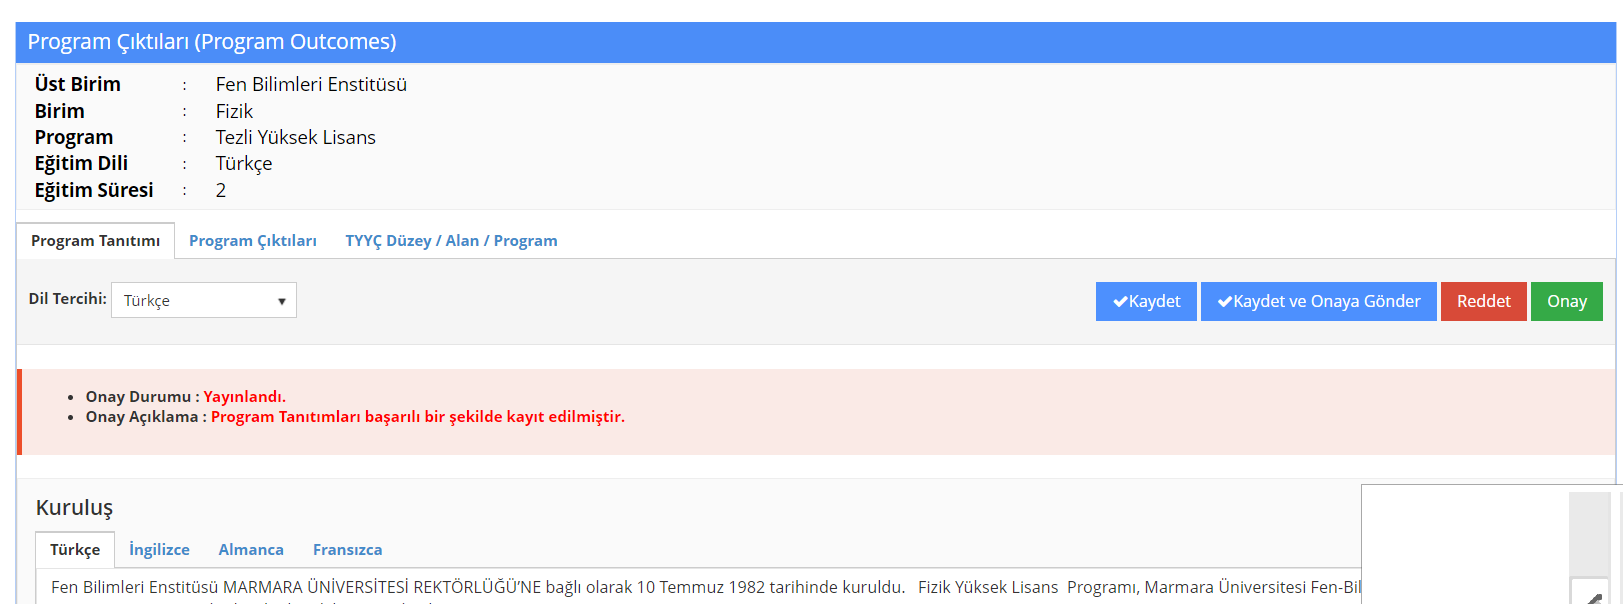 Program Çıktıları (Program Outcomes)
Üst Birim : Fen Bilimleri Enstitüsü
Birim : Fizik
Program : Tezli Yüksek Lisans
Eğitim Dili : Türkçe
Eğitim Süresi : 2
Program Tanıtımı Program Çıktıları TYYÇ Düzey / Alan / Program
Dil Tercihi: Türkçe Kaydet Kaydet ve Onaya Gönder Reddet Onay
Onay Durumu : Yayınlandı.
Onay Açıklama : Program Tanıtımları başarılı bir şekilde kayıt edilmiştir.
Kuruluş
Türkçe İngilizce Almanca Fransızca
Fen Bilimleri Enstitüsü MARMARA ÜNİVERSİTESİ REKTÖRLÜĞÜ’NE bağlı olarak 10 Temmuz 1982 tarihinde kuruldu. Fizik Yüksek Lisans Programı, Marmara Üniversitesi Fen-Bil